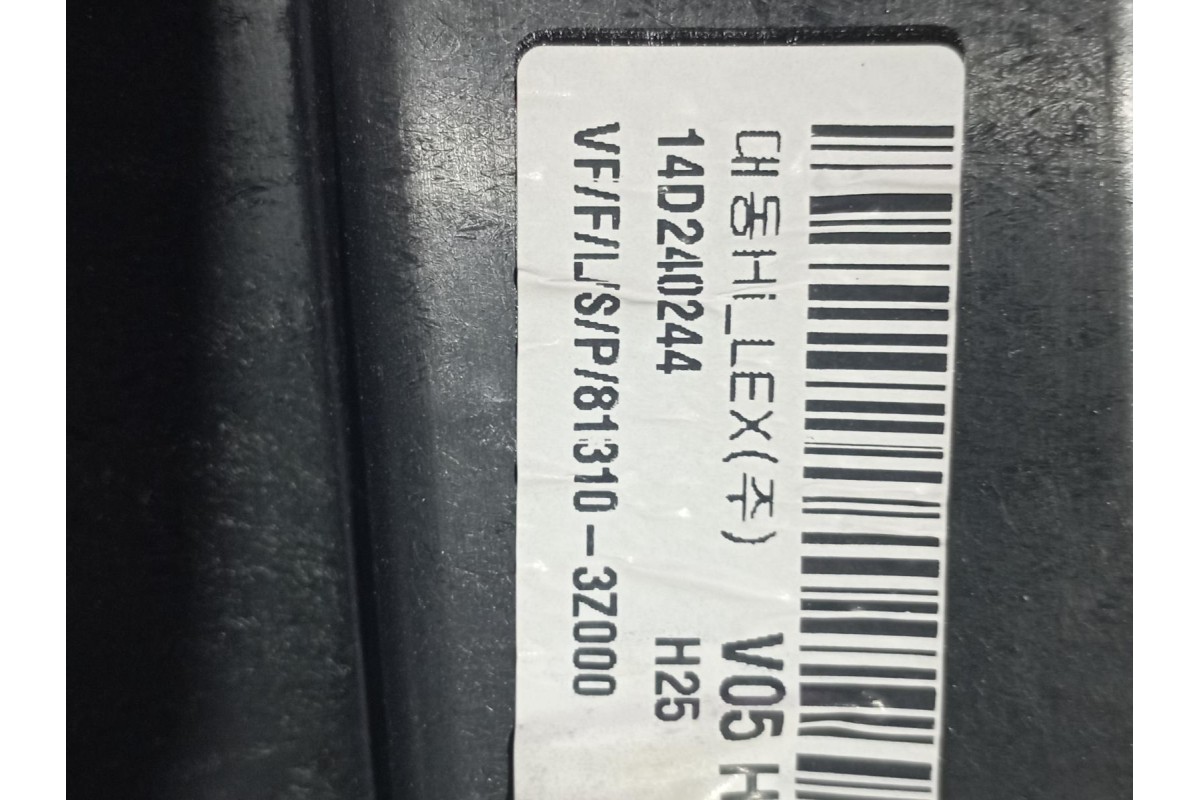 대동Hi_LEX(주) V05 H
14D240244 H25
VF/F/L/S/P/81310-3Z000